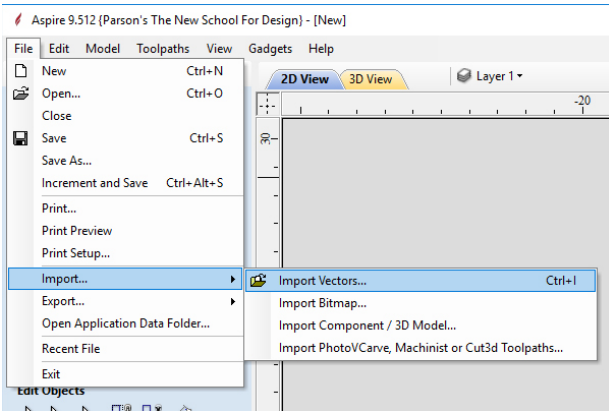 Aspire 9.512 {Parson's The New School For Design} - [New]
File Edit Model Toolpaths View Gadgets Help
New Ctrl+N
2D View 3D View Layer 1
Open... Ctrl+O
-20
Close
30
Save Ctrl+S
Save As...
Increment and Save Ctrl+Alt+S
Print...
Print Preview
Print Setup...
Import...
Import Vectors... Ctrl+I
Export...
Import Bitmap...
Open Application Data Folder...
Import Component / 3D Model...
Recent File
Import PhotoVCarve, Machinist or Cut3d Toolpaths...
Exit
Edit Objects